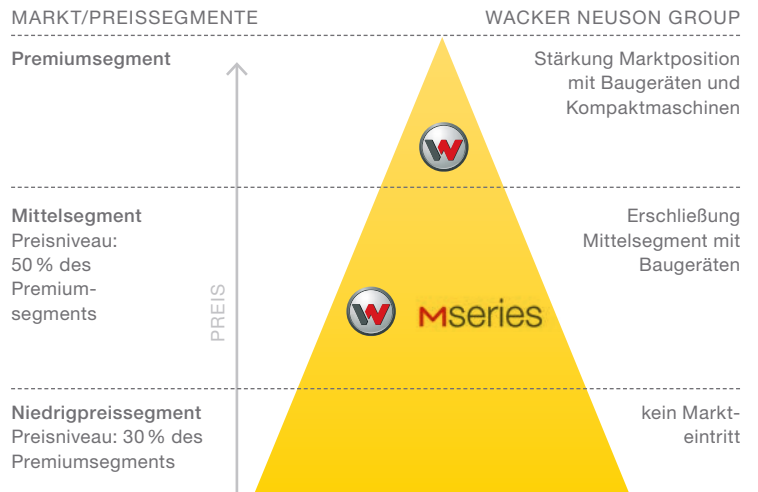 MARKT/PREISSEGMENTE
WACKER NEUSON GROUP
Premiumsegment
Stärkung Marktposition
mit Baugeräten und
Kompaktmaschinen
Mittelsegment
Preisniveau:
50 % des
Premium-
segments
Erschließung
Mittelsegment mit
Baugeräten
PREIS
W
W
Mseries
Niedrigpreissegment
Preisniveau: 30 % des
Premiumsegments
kein Markt-
eintritt